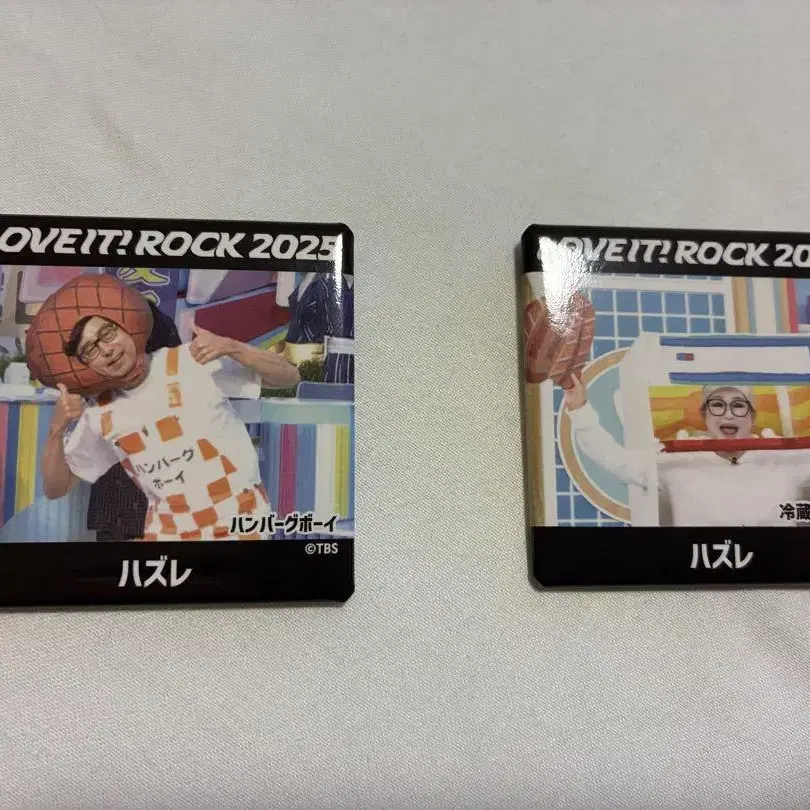 OVE IT! ROCK 2025
ハンバーグ
ボーイ
ハンバーグボーイ
©TBS
ハズレ
OVE IT! ROCK 20
冷蔵
ハズレ